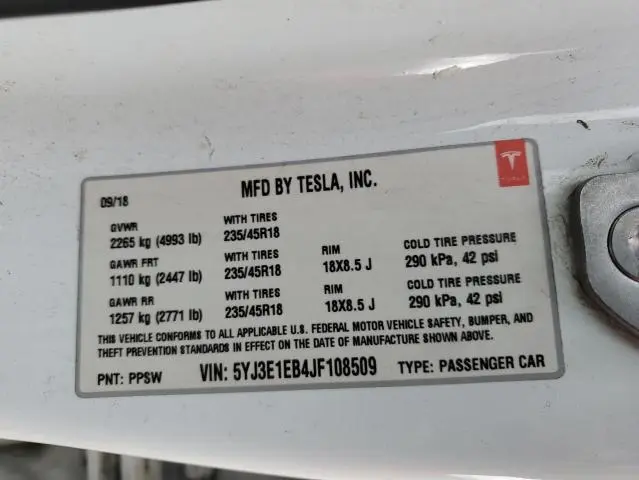 09/18 MFD BY TESLA, INC. TESLA
GVWR WITH TIRES
2265 kg (4993 lb) 235/45R18
GAWR FRT WITH TIRES RIM COLD TIRE PRESSURE
1110 kg (2447 lb) 235/45R18 18X8.5 J 290 kPa, 42 psi
GAWR RR WITH TIRES RIM COLD TIRE PRESSURE
1257 kg (2771 lb) 235/45R18 18X8.5 J 290 kPa, 42 psi
THIS VEHICLE CONFORMS TO ALL APPLICABLE U.S. FEDERAL MOTOR VEHICLE SAFETY, BUMPER, AND
THEFT PREVENTION STANDARDS IN EFFECT ON THE DATE OF MANUFACTURE SHOWN ABOVE.
PNT: PPSW VIN: 5YJ3E1EB4JF108509 TYPE: PASSENGER CAR